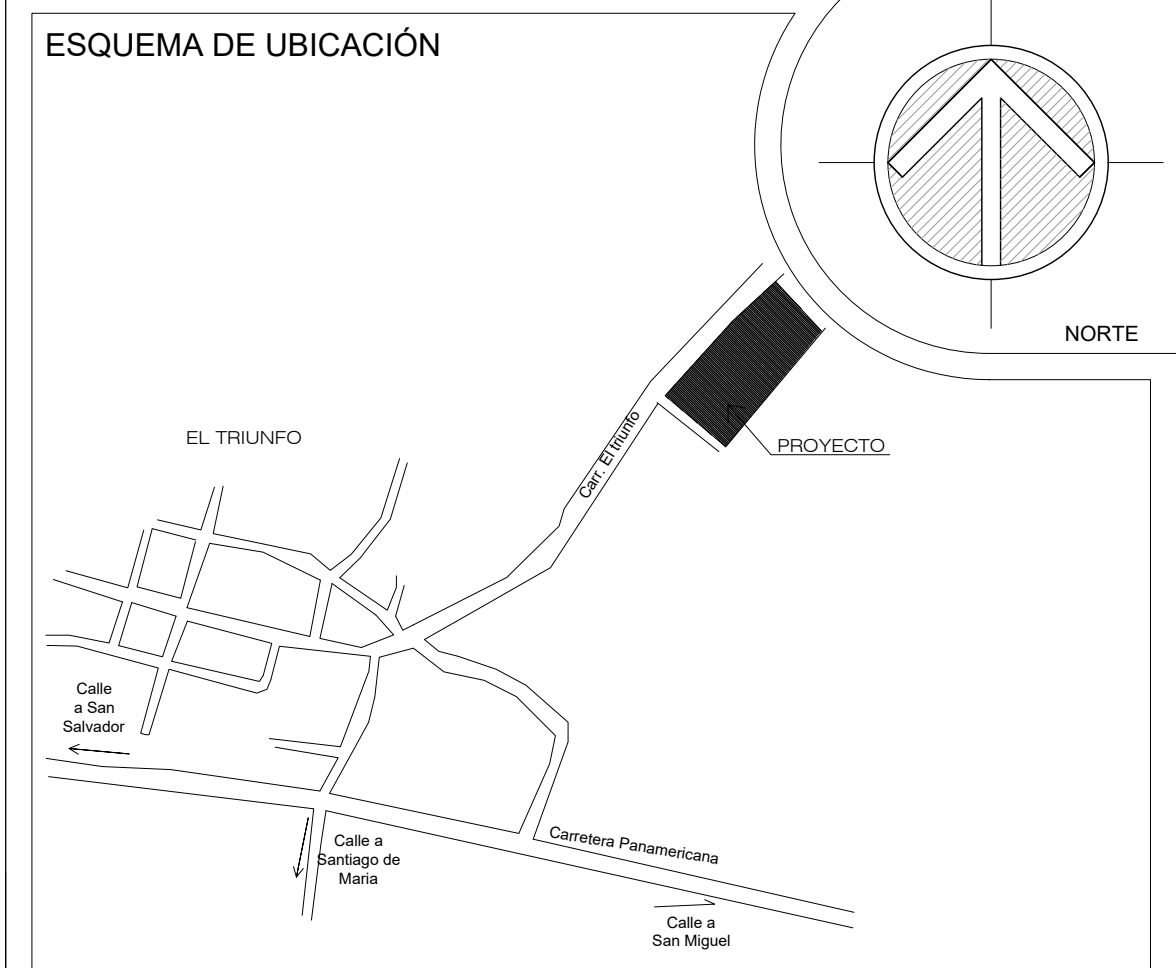 ESQUEMA DE UBICACIÓN
NORTE
EL TRIUNFO
Carr. El triunfo
PROYECTO
Calle
a San
Salvador
Calle a
Santiago de
Maria
Carretera Panamericana
Calle a
San Miguel